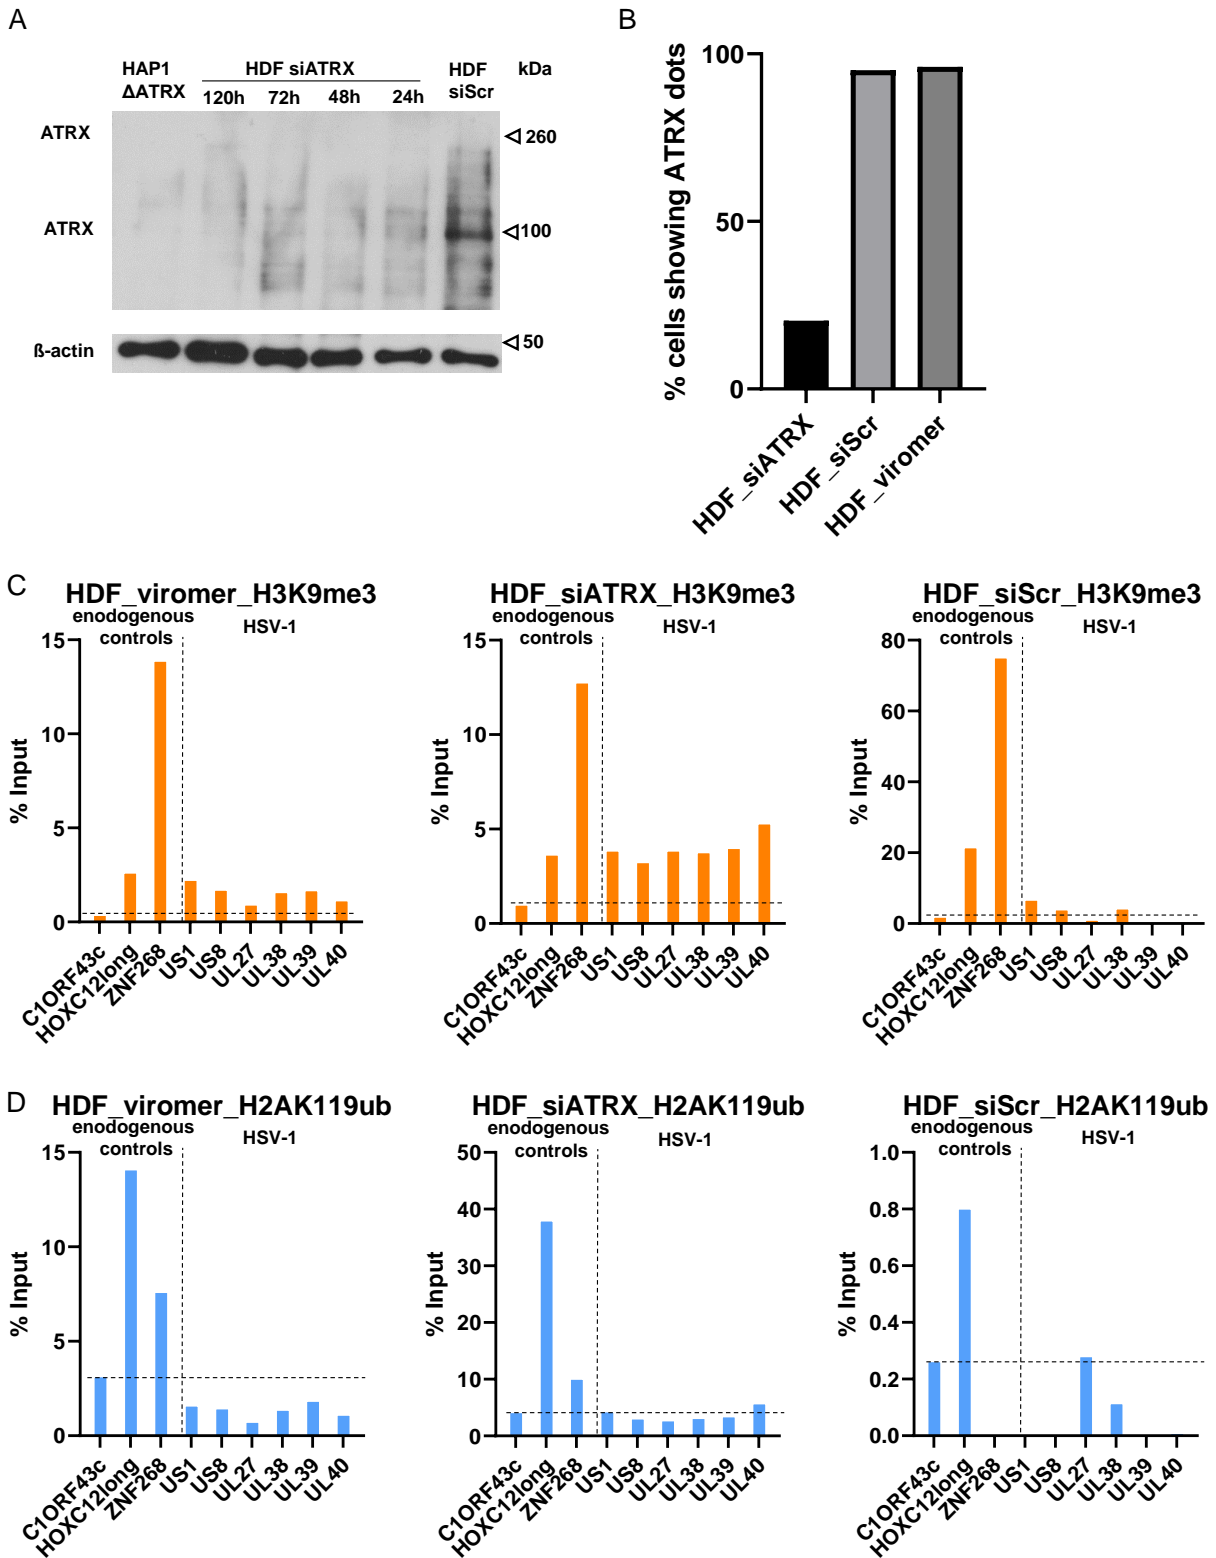 A
HAP1
ΔATRX
HDF siATRX
120h 72h 48h 24h
HDF
siScr
kDa
ATRX
260
ATRX
100
ß-actin
50
B
% cells showing ATRX dots
100
50
0
HDF_siATRX
HDF_siScr
HDF_viromer
C
HDF_viromer_H3K9me3
enodogenous
controls
HSV-1
% Input
15
10
5
0
C1ORF43c
HOXC12long
ZNF268
US1
US8
UL27
UL38
UL39
UL40
HDF_siATRX_H3K9me3
enodogenous
controls
HSV-1
% Input
15
10
5
0
C1ORF43c
HOXC12long
ZNF268
US1
US8
UL27
UL38
UL39
UL40
HDF_siScr_H3K9me3
enodogenous
controls
HSV-1
% Input
80
60
40
20
0
C1ORF43c
HOXC12long
ZNF268
US1
US8
UL27
UL38
UL39
UL40
D
HDF_viromer_H2AK119ub
enodogenous
controls
HSV-1
% Input
15
10
5
0
C1ORF43c
HOXC12long
ZNF268
US1
US8
UL27
UL38
UL39
UL40
HDF_siATRX_H2AK119ub
enodogenous
controls
HSV-1
% Input
50
40
30
20
10
0
C1ORF43c
HOXC12long
ZNF268
US1
US8
UL27
UL38
UL39
UL40
HDF_siScr_H2AK119ub
enodogenous
controls
HSV-1
% Input
1.0
0.8
0.6
0.4
0.2
0.0
C1ORF43c
HOXC12long
ZNF268
US1
US8
UL27
UL38
UL39
UL40